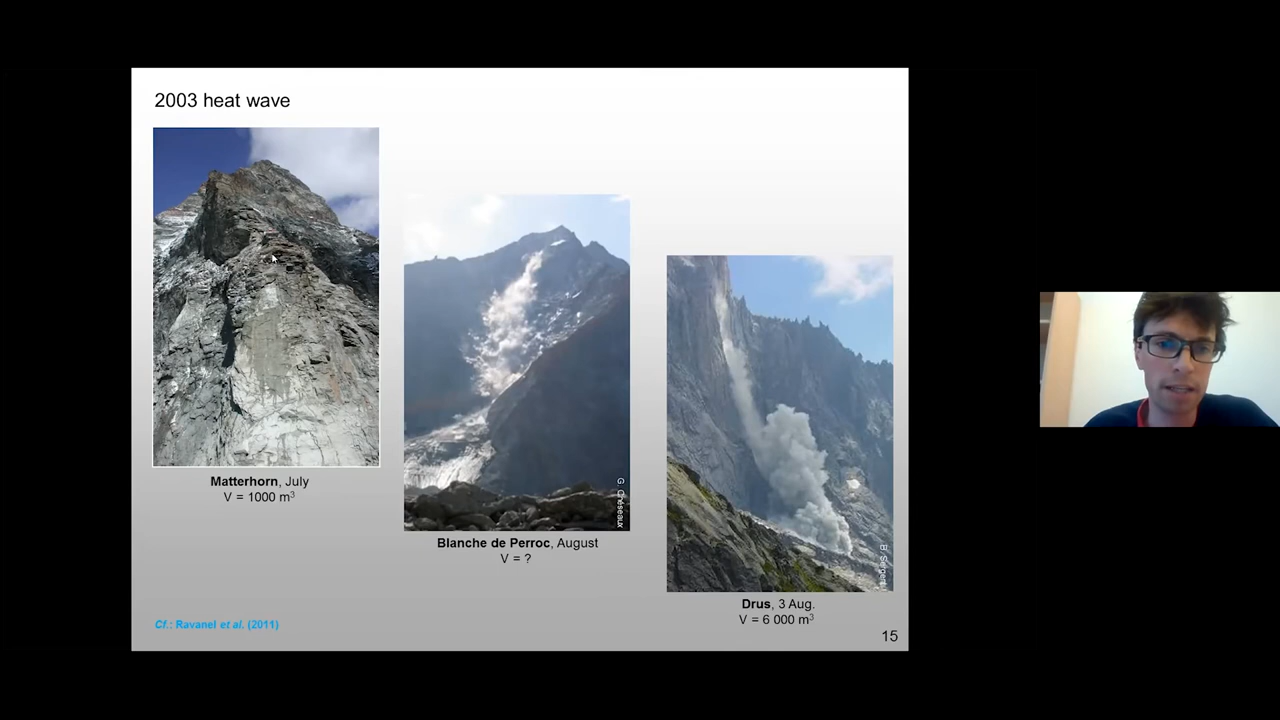 2003 heat wave
Matterhorn, July
V = 1000 m³
G. Cheseaux
Blanche de Perroc, August
V = ?
Drus, 3 Aug.
V = 6 000 m³
Cf.: Ravanel et al. (2011)
15